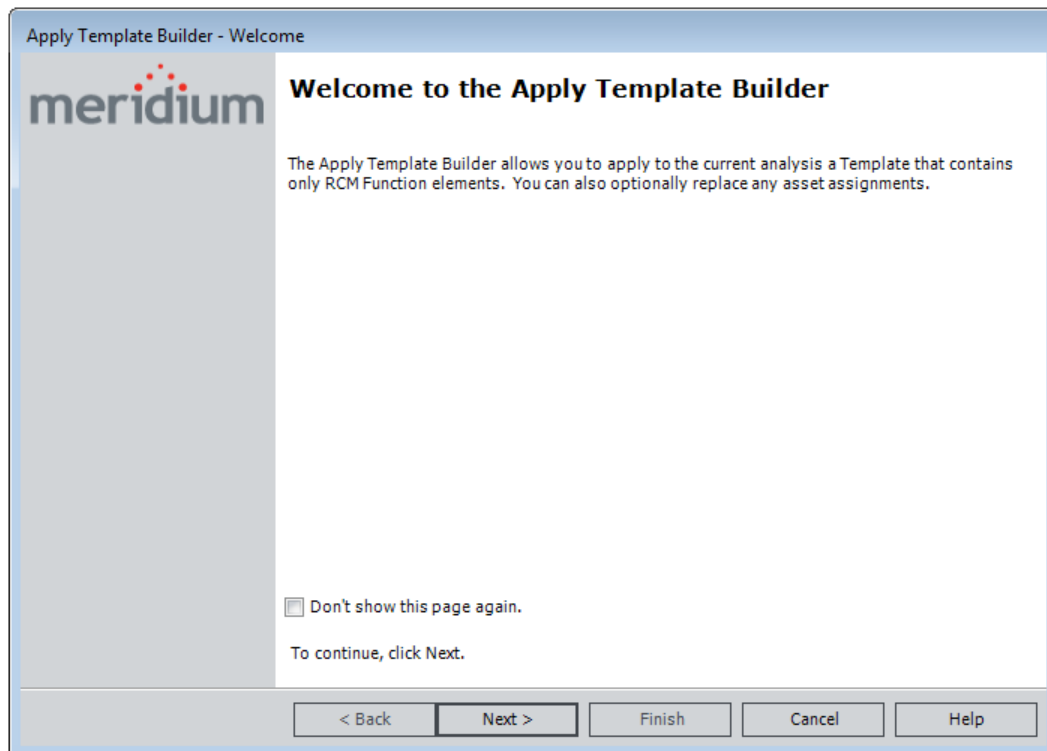 Apply Template Builder - Welcome
meridium
Welcome to the Apply Template Builder
The Apply Template Builder allows you to apply to the current analysis a Template that contains
only RCM Function elements.  You can also optionally replace any asset assignments.
Don't show this page again.
To continue, click Next.
< Back Next > Finish Cancel Help